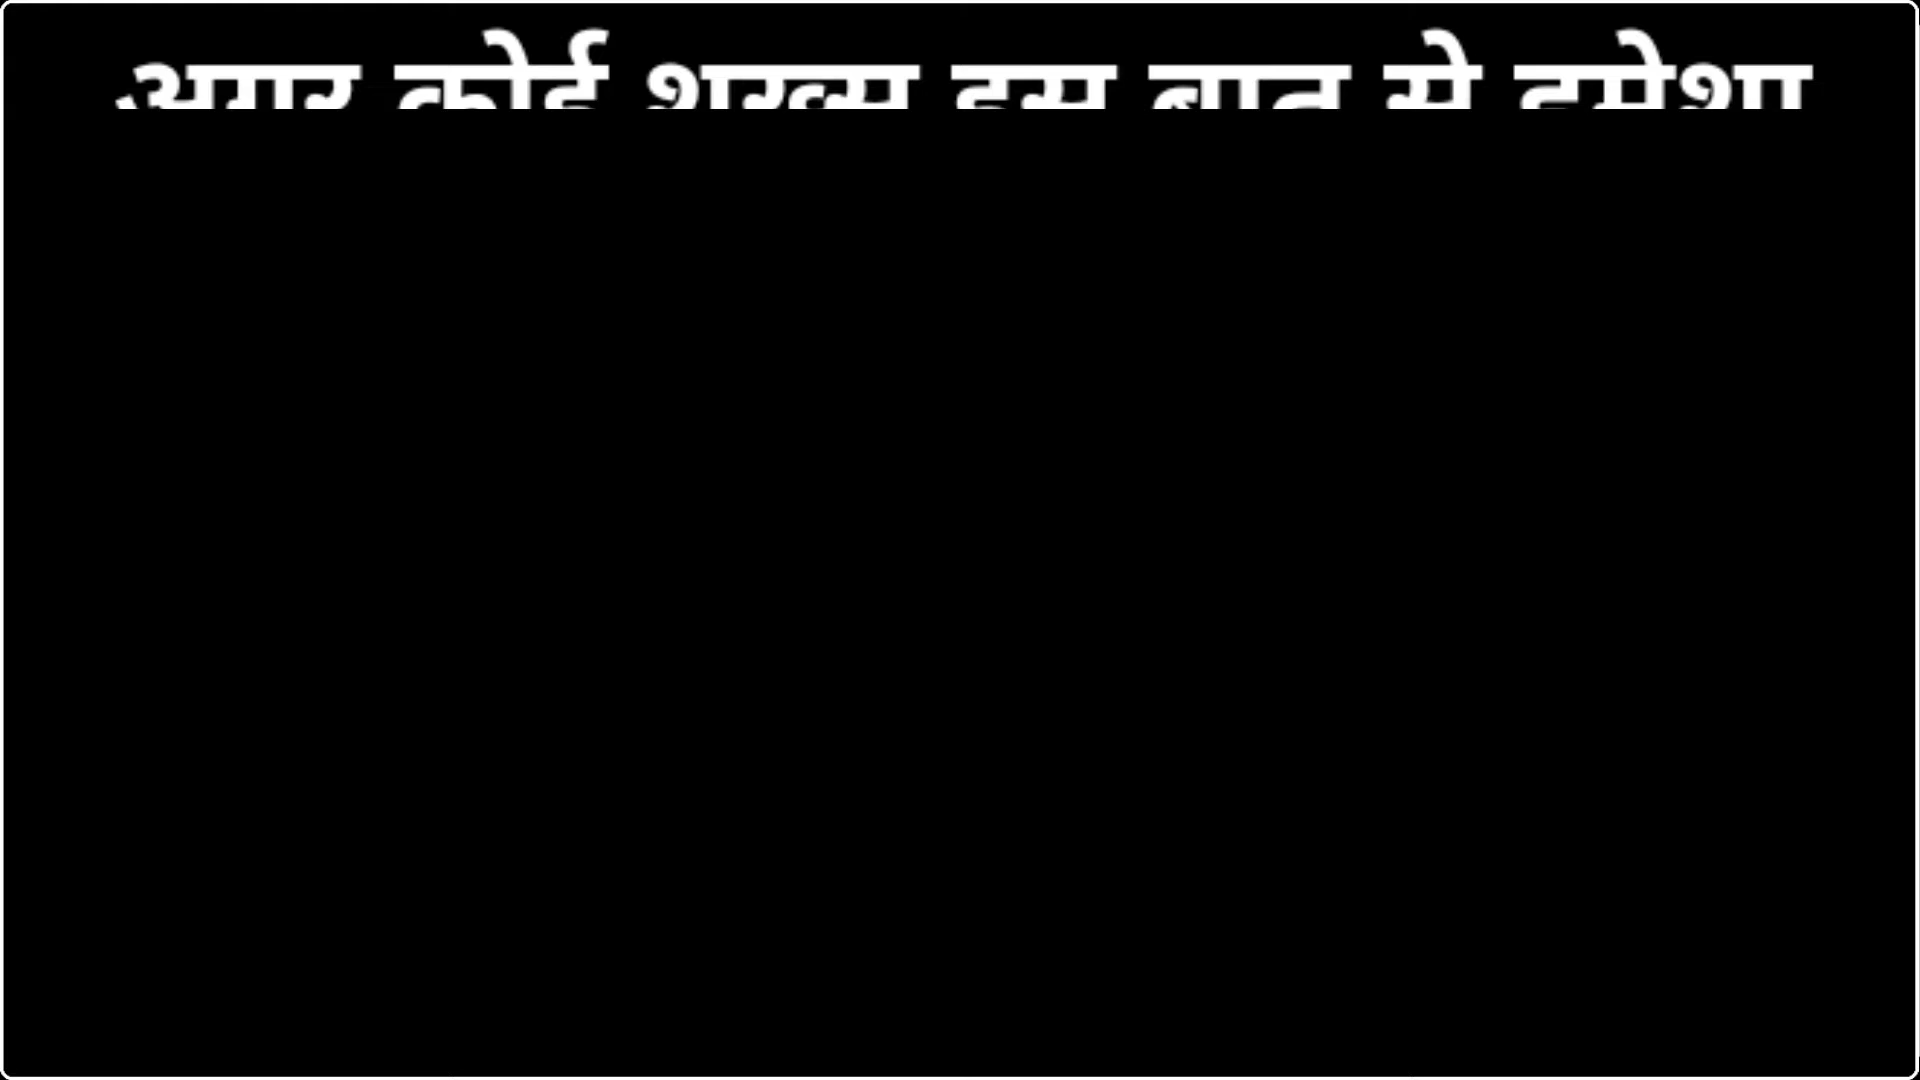 अगर कोई शख्स इस बात से हमेशा